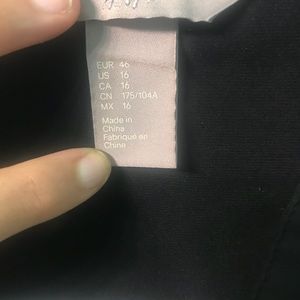 EUR 46
US 16
CA 16
CN 175/104A
MX 16
Made in
China
Fabriqué en
Chine